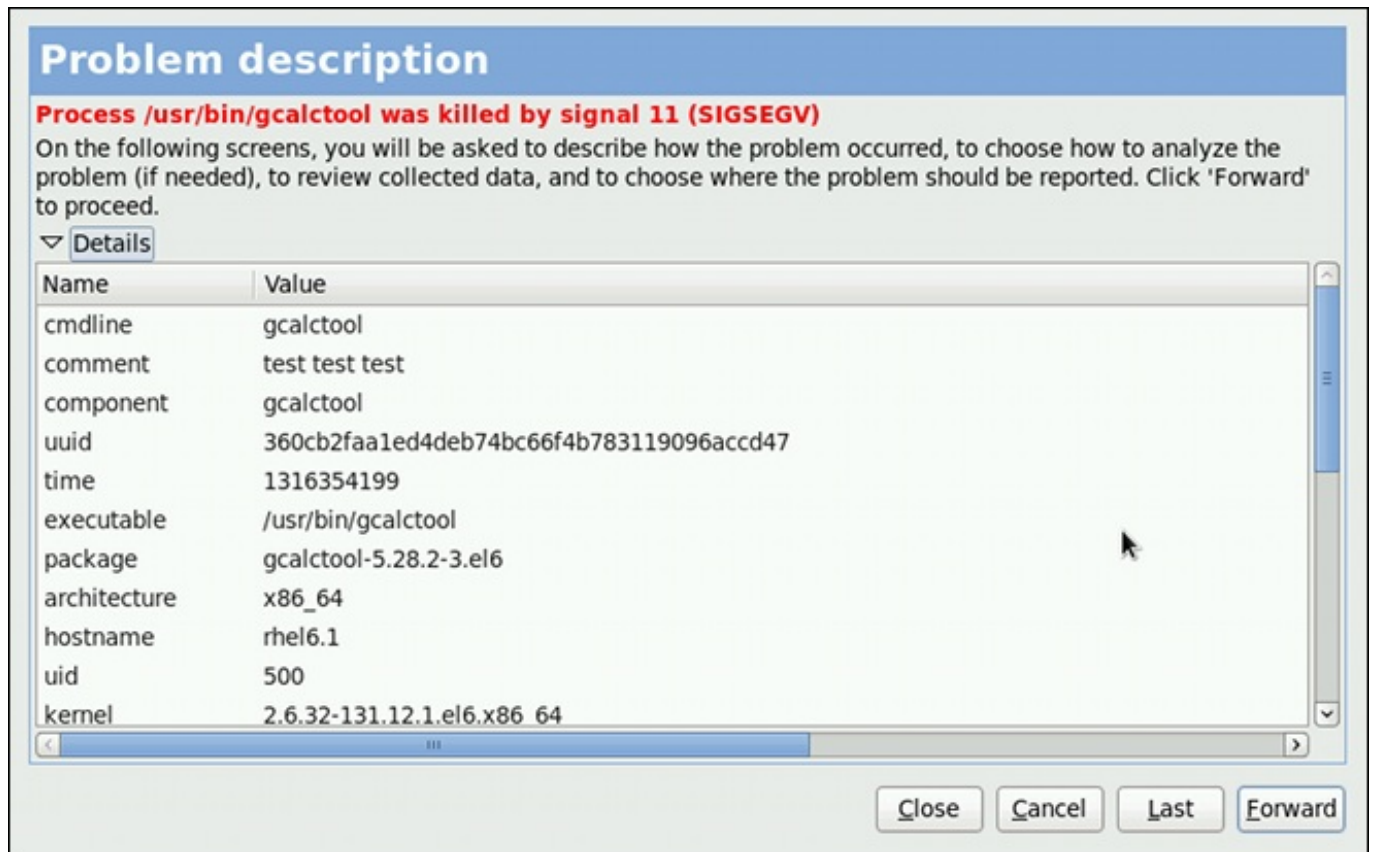 Problem description
Process /usr/bin/gcalctool was killed by signal 11 (SIGSEGV)
On the following screens, you will be asked to describe how the problem occurred, to choose how to analyze the
problem (if needed), to review collected data, and to choose where the problem should be reported. Click 'Forward'
to proceed.
Details
Name Value
cmdline gcalctool
comment test test test
component gcalctool
uuid 360cb2faa1ed4deb74bc66f4b783119096accd47
time 1316354199
executable /usr/bin/gcalctool
package gcalctool-5.28.2-3.el6
architecture x86_64
hostname rhel6.1
uid 500
kernel 2.6.32-131.12.1.el6.x86_64
Close Cancel Last Forward